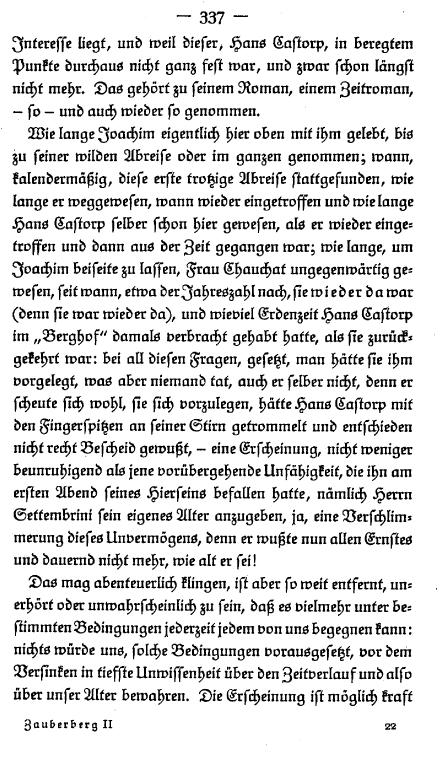 — 337 —
Interesse liegt, und weil dieser, Hans Castorp, in beregtem
Punkte durchaus nicht ganz fest war, und zwar schon längst
nicht mehr. Das gehört zu seinem Roman, einem Zeitroman,
– so – und auch wieder so genommen.
Wie lange Joachim eigentlich hier oben mit ihm gelebt, bis
zu seiner wilden Abreise oder im ganzen genommen; wann,
kalendermäßig, diese erste trotzige Abreise stattgefunden, wie
lange er weggewesen, wann wieder eingetroffen und wie lange
Hans Castorp selber schon hier gewesen, als er wieder einge-
troffen und dann aus der Zeit gegangen war; wie lange, um
Joachim beiseite zu lassen, Frau Chauchat ungegenwärtig ge-
wesen, seit wann, etwa der Jahreszahl nach, sie wieder da war
(denn sie war wieder da), und wieviel Erdenzeit Hans Castorp
im „Berghof“ damals verbracht gehabt hatte, als sie zurück-
gekehrt war: bei all diesen Fragen, gesetzt, man hätte sie ihm
vorgelegt, was aber niemand tat, auch er selber nicht, denn er
scheute sich wohl, sie sich vorzulegen, hätte Hans Castorp mit
den Fingerspitzen an seiner Stirn getrommelt und entschieden
nicht recht Bescheid gewußt, – eine Erscheinung, nicht weniger
beunruhigend als jene vorübergehende Unfähigkeit, die ihn am
ersten Abend seines Hierseins befallen hatte, nämlich Herrn
Settembrini sein eigenes Alter anzugeben, ja, eine Verschlim-
merung dieses Unvermögens, denn er wußte nun allen Ernstes
und dauernd nicht mehr, wie alt er sei!
Das mag abenteuerlich klingen, ist aber so weit entfernt, un-
erhört oder unwahrscheinlich zu sein, daß es vielmehr unter be-
stimmten Bedingungen jederzeit jedem von uns begegnen kann:
nichts würde uns, solche Bedingungen vorausgesetzt, vor dem
Versinken in tiefste Unwissenheit über den Zeitverlauf und also
über unser Alter bewahren. Die Erscheinung ist möglich kraft
Zauberberg II 22